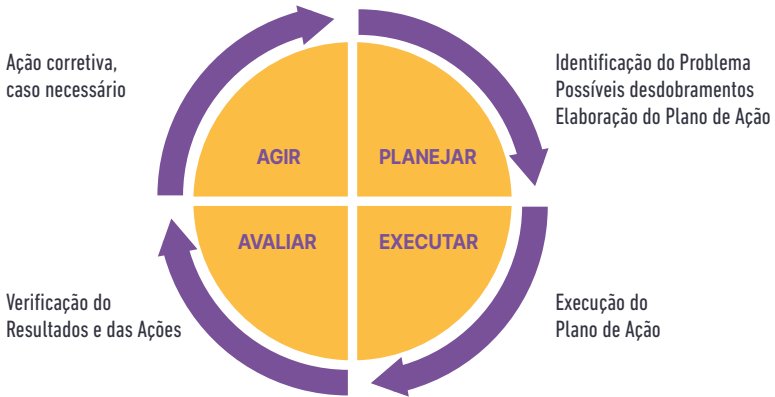 Ação corretiva,
caso necessário
Identificação do Problema
Possíveis desdobramentos
Elaboração do Plano de Ação
AGIR
PLANEJAR
AVALIAR
EXECUTAR
Verificação do
Resultados e das Ações
Execução do
Plano de Ação